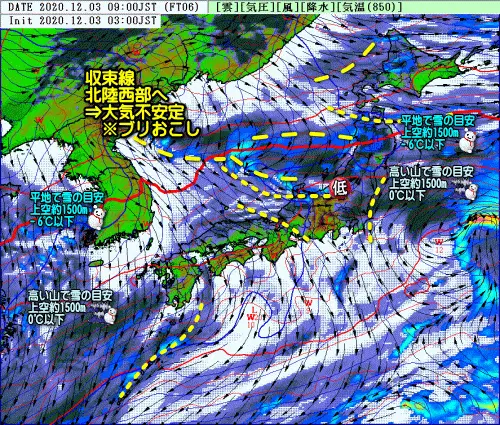 DATE 2020.12.03 09:00JST (FT06)
[雲][気圧][風][降水][気温(850)]
Init 2020.12.03 03:00JST
収束線
北陸西部へ
⇒大気不安定
※ブリおこし
平地で雪の目安
上空約1500m
-6℃以下
高い山で雪の目安
上空約1500m
0℃以下
低
平地で雪の目安
上空約1500m
-6℃以下
高い山で雪の目安
上空約1500m
0℃以下
W
W
W